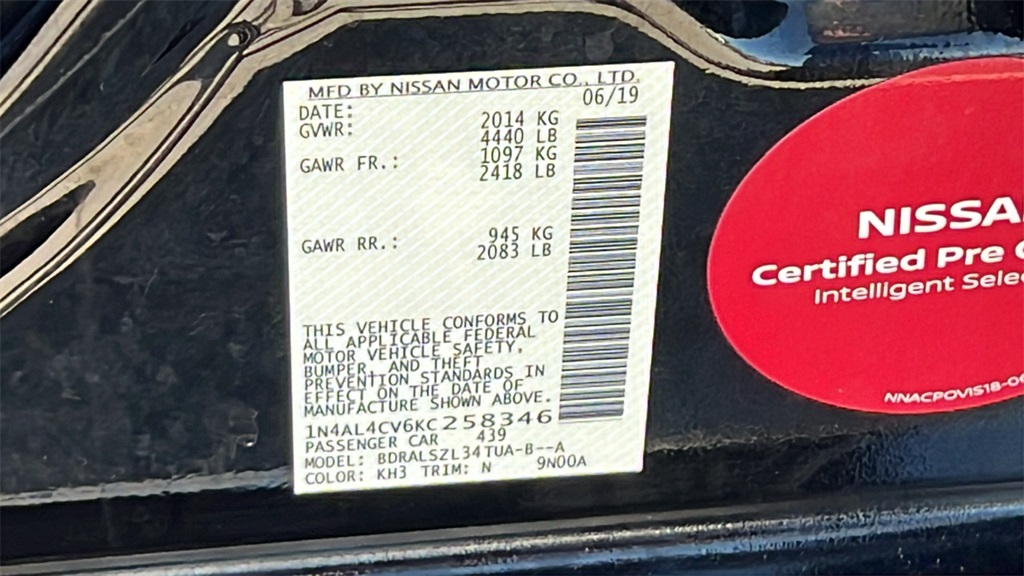 MFD BY NISSAN MOTOR CO., LTD.
DATE: 06/19
GVWR: 2014 KG
4440 LB
GAWR FR.: 1097 KG
2418 LB
GAWR RR.: 945 KG
2083 LB
THIS VEHICLE CONFORMS TO
ALL APPLICABLE FEDERAL
MOTOR VEHICLE SAFETY,
BUMPER, AND THEFT
PREVENTION STANDARDS IN
EFFECT ON THE DATE OF
MANUFACTURE SHOWN ABOVE.
1N4AL4CV6KC258346
PASSENGER CAR 439
MODEL: BDRALSZL34TUA-B--A
COLOR: KH3 TRIM: N 9N00A
NISSA
Certified Pre
Intelligent Sele
NNACPOVIS18-0